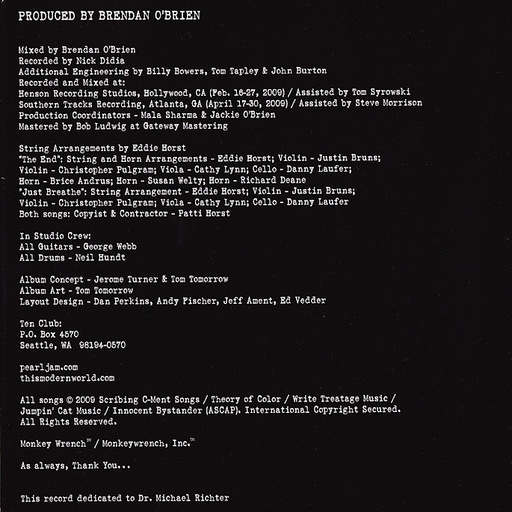 PRODUCED BY BRENDAN O'BRIEN
Mixed by Brendan O'Brien
Recorded by Nick Didia
Additional Engineering by Billy Bowers, Tom Tapley & John Burton
Recorded and Mixed at:
Henson Recording Studios, Hollywood, CA (Feb. 16-27, 2009) / Assisted by Tom Syrowski
Southern Tracks Recording, Atlanta, GA (April 17-30, 2009) / Assisted by Steve Morrison
Production Coordinators - Mala Sharma & Jackie O'Brien
Mastered by Bob Ludwig at Gateway Mastering
String Arrangements by Eddie Horst
"The End": String and Horn Arrangements - Eddie Horst; Violin - Justin Bruns;
Violin - Christopher Pulgram; Viola - Cathy Lynn; Cello - Danny Laufer;
Horn - Brice Andrus; Horn - Susan Welty; Horn - Richard Deane
"Just Breathe": String Arrangement - Eddie Horst; Violin - Justin Bruns;
Violin - Christopher Pulgram; Viola - Cathy Lynn; Cello - Danny Laufer
Both songs: Copyist & Contractor - Patti Horst
In Studio Crew:
All Guitars - George Webb
All Drums - Neil Hundt
Album Concept - Jerome Turner & Tom Tomorrow
Album Art - Tom Tomorrow
Layout Design - Dan Perkins, Andy Fischer, Jeff Ament, Ed Vedder
Ten Club:
P.O. Box 4570
Seattle, WA 98194-0570
pearljam.com
thismodernworld.com
All songs © 2009 Scribing C-Ment Songs / Theory of Color / Write Treatage Music /
Jumpin' Cat Music / Innocent Bystander (ASCAP). International Copyright Secured.
All Rights Reserved.
Monkey Wrench™ / Monkeywrench, Inc.™
As always, Thank You...
This record dedicated to Dr. Michael Richter